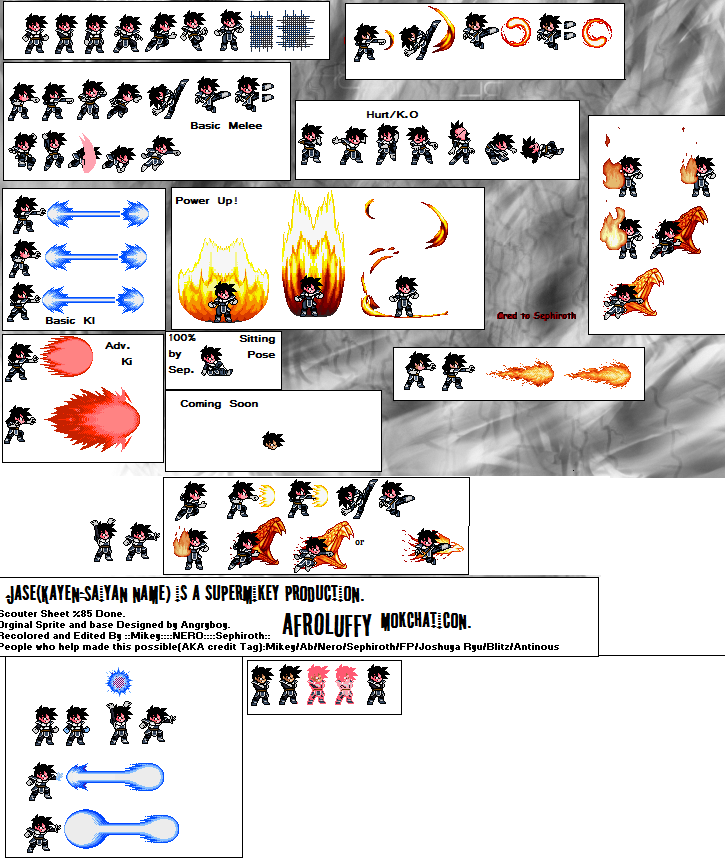 Basic Melee
Hurt/K.O
Power Up!
Basic KI
Cred to Sephiroth
Adv.
Ki
100% Sitting
by Pose
Sep.
Coming Soon
or
JASE(KAYEN-SAIYAN NAME) IS A SUPERMIKEY PRODUCTION.
Scouter Sheet %85 Done.
Orginal Sprite and base Designed by Angryboy.
Recolored and Edited By ::Mikey::::NERO::::Sephiroth::
AFROLUFFY MOKCHATICON.
People who help made this possible(AKA credit Tag):Mikey/Ab/Nero/Sephiroth/FP/Joshuya Ryu/Blitz/Antinous